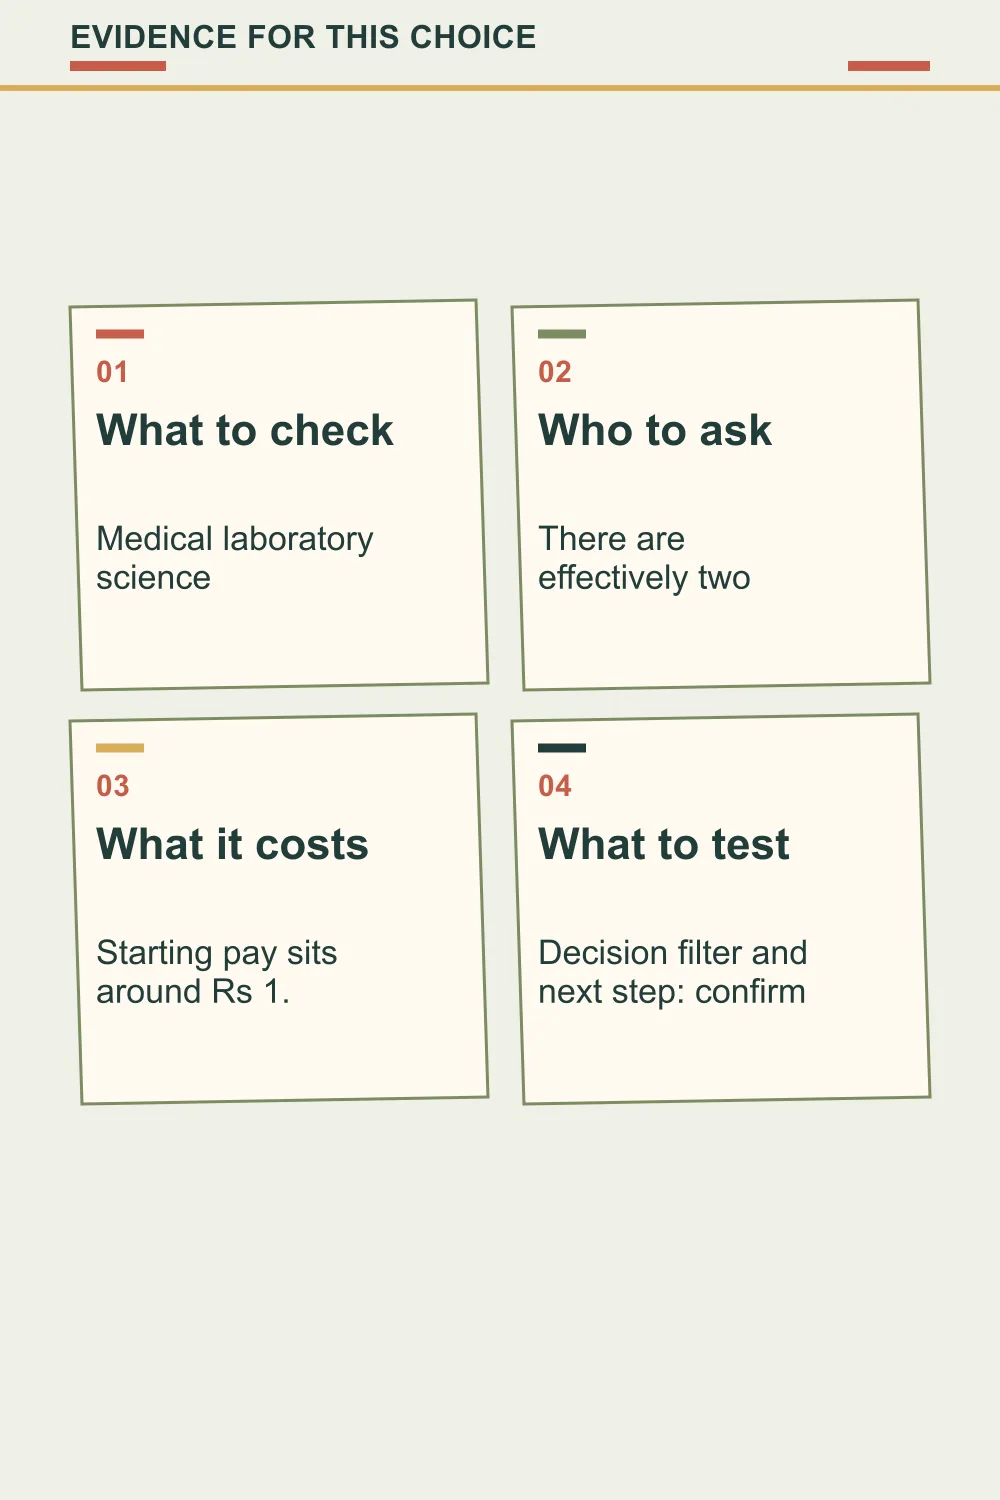 EVIDENCE FOR THIS CHOICE
01
What to check
Medical laboratory
science
02
Who to ask
There are
effectively two
03
What it costs
Starting pay sits
around Rs 1.
04
What to test
Decision filter and
next step: confirm